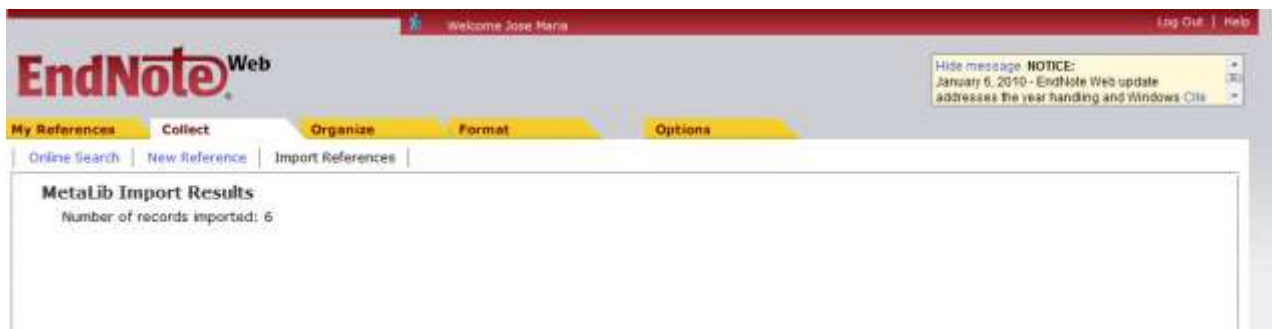 Welcome Jose Maria
Log Out | Help
EndNote Web
Hide message NOTICE:
January 6, 2010 - EndNote Web update
addresses the year handling and Windows Cite
My References Collect Organize Format Options
Online Search New Reference Import References
MetaLib Import Results
Number of records imported: 6